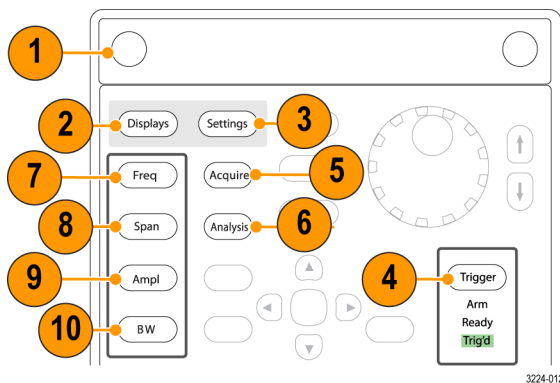 1
2 Displays Settings 3
7 Freq Acquire 5
8 Span Analysis 6
9 Ampl 4 Trigger
Arm
Ready
10 BW Trig'd
3224-012